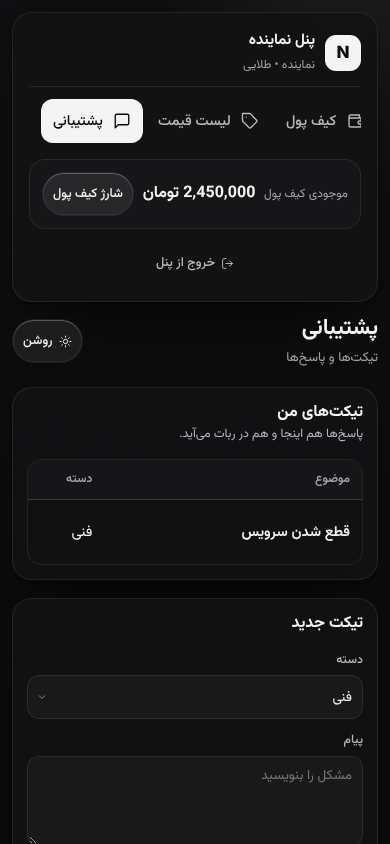 N
پنل نماینده
نماینده • طلایی
کیف پول
لیست قیمت
پشتیبانی
موجودی کیف پول
2,450,000 تومان
شارژ کیف پول
خروج از پنل
پشتیبانی
تیکت‌ها و پاسخ‌ها
روشن
تیکت‌های من
پاسخ‌ها هم اینجا و هم در ربات می‌آید.
موضوع دسته
قطع شدن سرویس فنی
تیکت جدید
دسته
فنی
پیام
مشکل را بنویسید